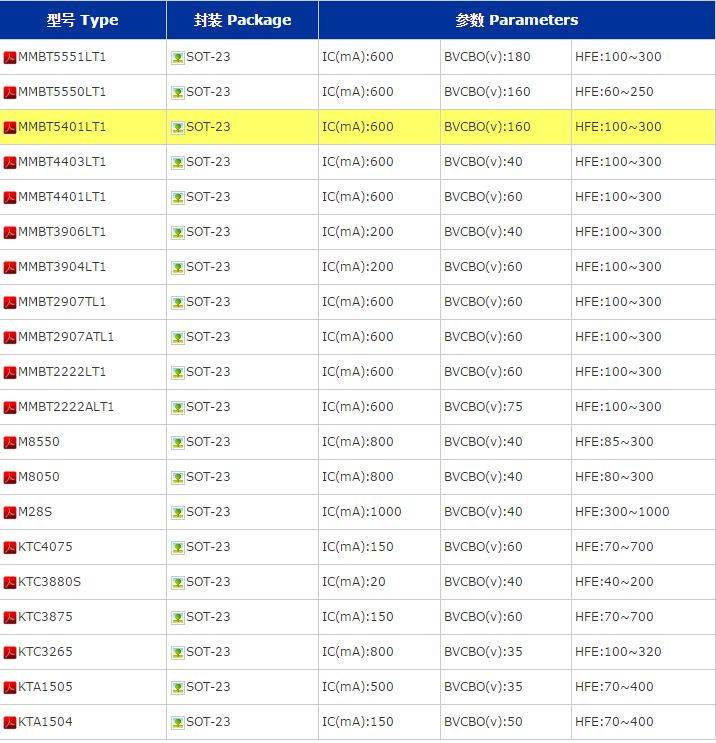 型号 Type 封装 Package 参数 Parameters
MMBT5551LT1 SOT-23 IC(mA):600 BVCBO(v):180 HFE:100~300
MMBT5550LT1 SOT-23 IC(mA):600 BVCBO(v):160 HFE:60~250
MMBT5401LT1 SOT-23 IC(mA):600 BVCBO(v):160 HFE:100~300
MMBT4403LT1 SOT-23 IC(mA):600 BVCBO(v):40 HFE:100~300
MMBT4401LT1 SOT-23 IC(mA):600 BVCBO(v):60 HFE:100~300
MMBT3906LT1 SOT-23 IC(mA):200 BVCBO(v):40 HFE:100~300
MMBT3904LT1 SOT-23 IC(mA):200 BVCBO(v):60 HFE:100~300
MMBT2907TL1 SOT-23 IC(mA):600 BVCBO(v):60 HFE:100~300
MMBT2907ATL1 SOT-23 IC(mA):600 BVCBO(v):60 HFE:100~300
MMBT2222LT1 SOT-23 IC(mA):600 BVCBO(v):60 HFE:100~300
MMBT2222ALT1 SOT-23 IC(mA):600 BVCBO(v):75 HFE:100~300
M8550 SOT-23 IC(mA):800 BVCBO(v):40 HFE:85~300
M8050 SOT-23 IC(mA):800 BVCBO(v):40 HFE:80~300
M28S SOT-23 IC(mA):1000 BVCBO(v):40 HFE:300~1000
KTC4075 SOT-23 IC(mA):150 BVCBO(v):60 HFE:70~700
KTC3880S SOT-23 IC(mA):20 BVCBO(v):40 HFE:40~200
KTC3875 SOT-23 IC(mA):150 BVCBO(v):60 HFE:70~700
KTC3265 SOT-23 IC(mA):800 BVCBO(v):35 HFE:100~320
KTA1505 SOT-23 IC(mA):500 BVCBO(v):35 HFE:70~400
KTA1504 SOT-23 IC(mA):150 BVCBO(v):50 HFE:70~400